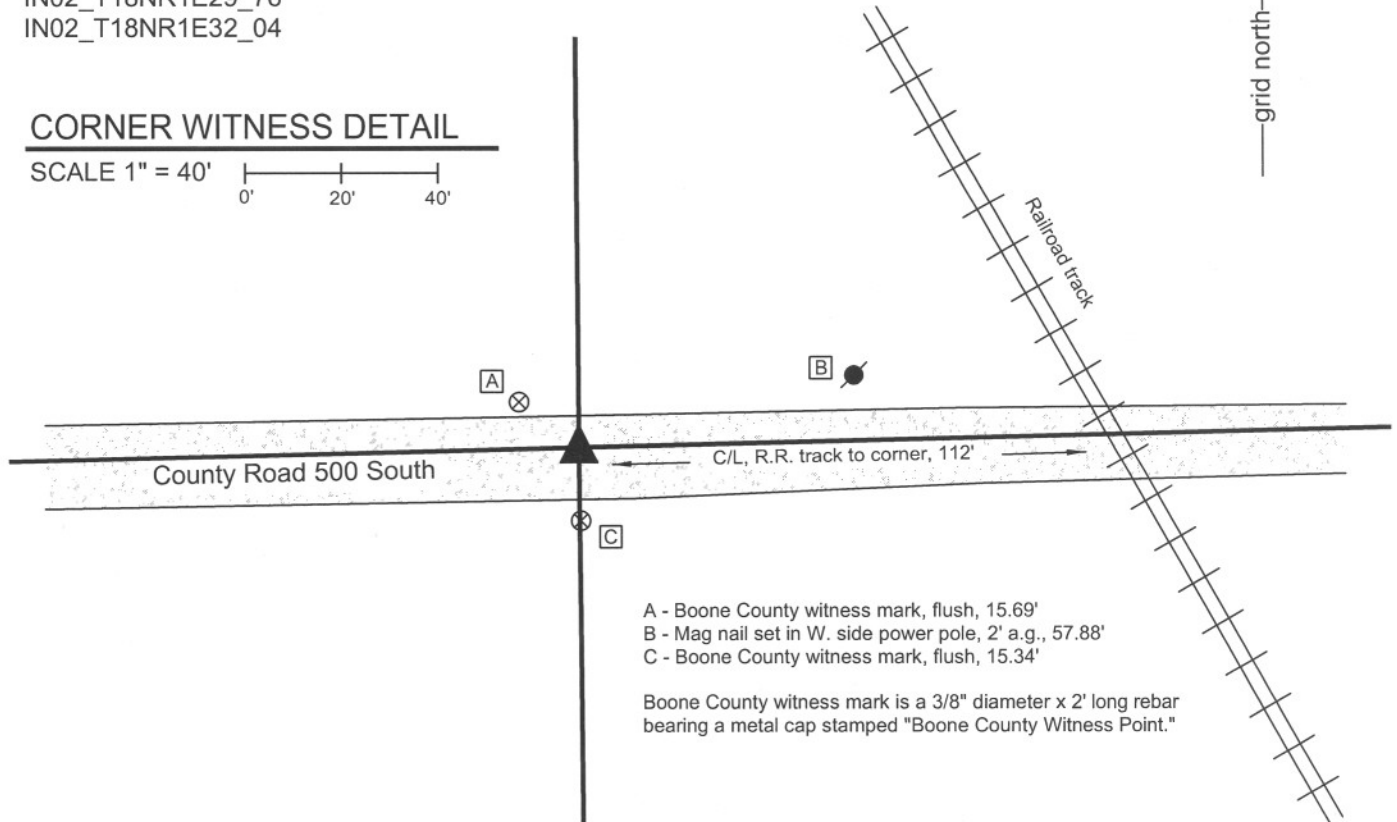 IN02_T18NR1E32_04
CORNER WITNESS DETAIL
SCALE 1" = 40'
0' 20' 40'
grid north
Railroad track
A
B
County Road 500 South
C/L, R.R. track to corner, 112'
C
A - Boone County witness mark, flush, 15.69'
B - Mag nail set in W. side power pole, 2' a.g., 57.88'
C - Boone County witness mark, flush, 15.34'
Boone County witness mark is a 3/8" diameter x 2' long rebar
bearing a metal cap stamped "Boone County Witness Point."